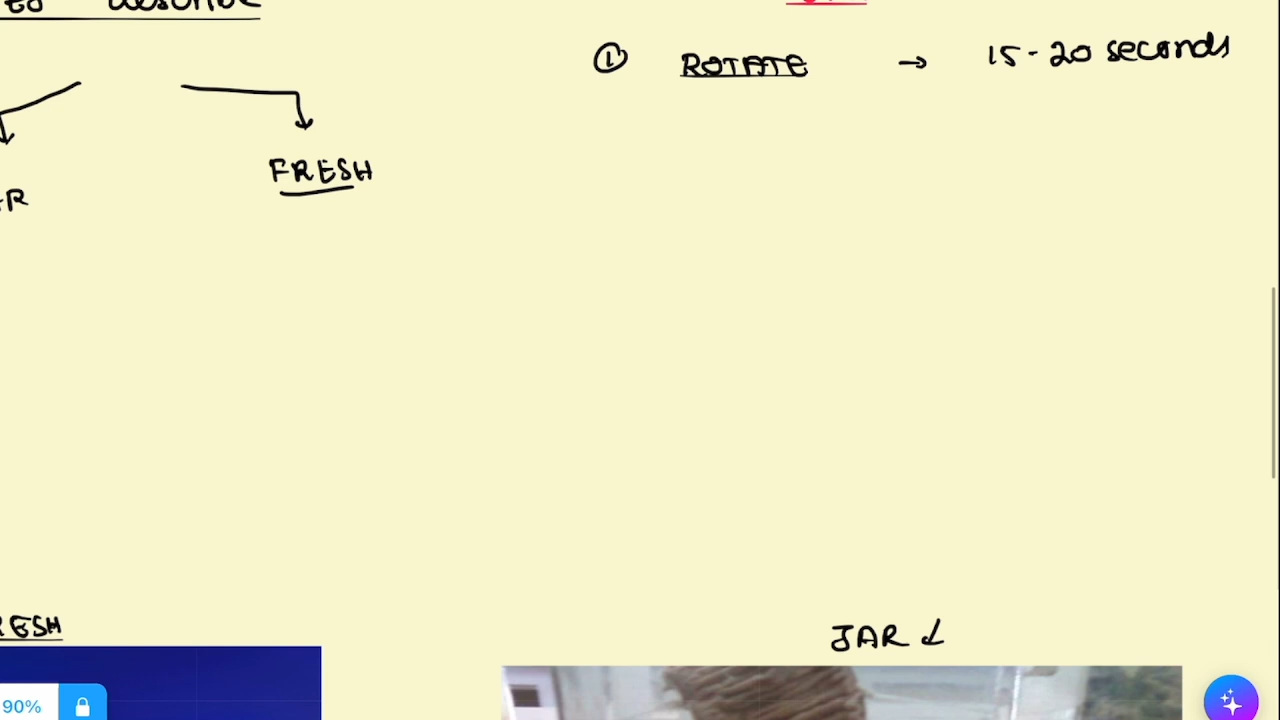 ① ROTATE → 15-20 seconds
FRESH
JAR ↓
90%